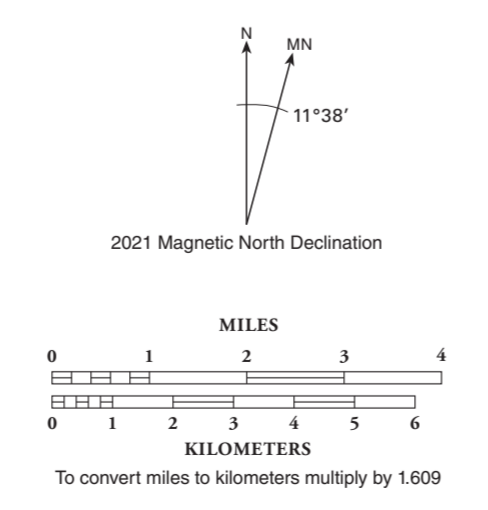 N
MN
11°38′
2021 Magnetic North Declination
MILES
0 1 2 3 4
0 1 2 3 4 5 6
KILOMETERS
To convert miles to kilometers multiply by 1.609